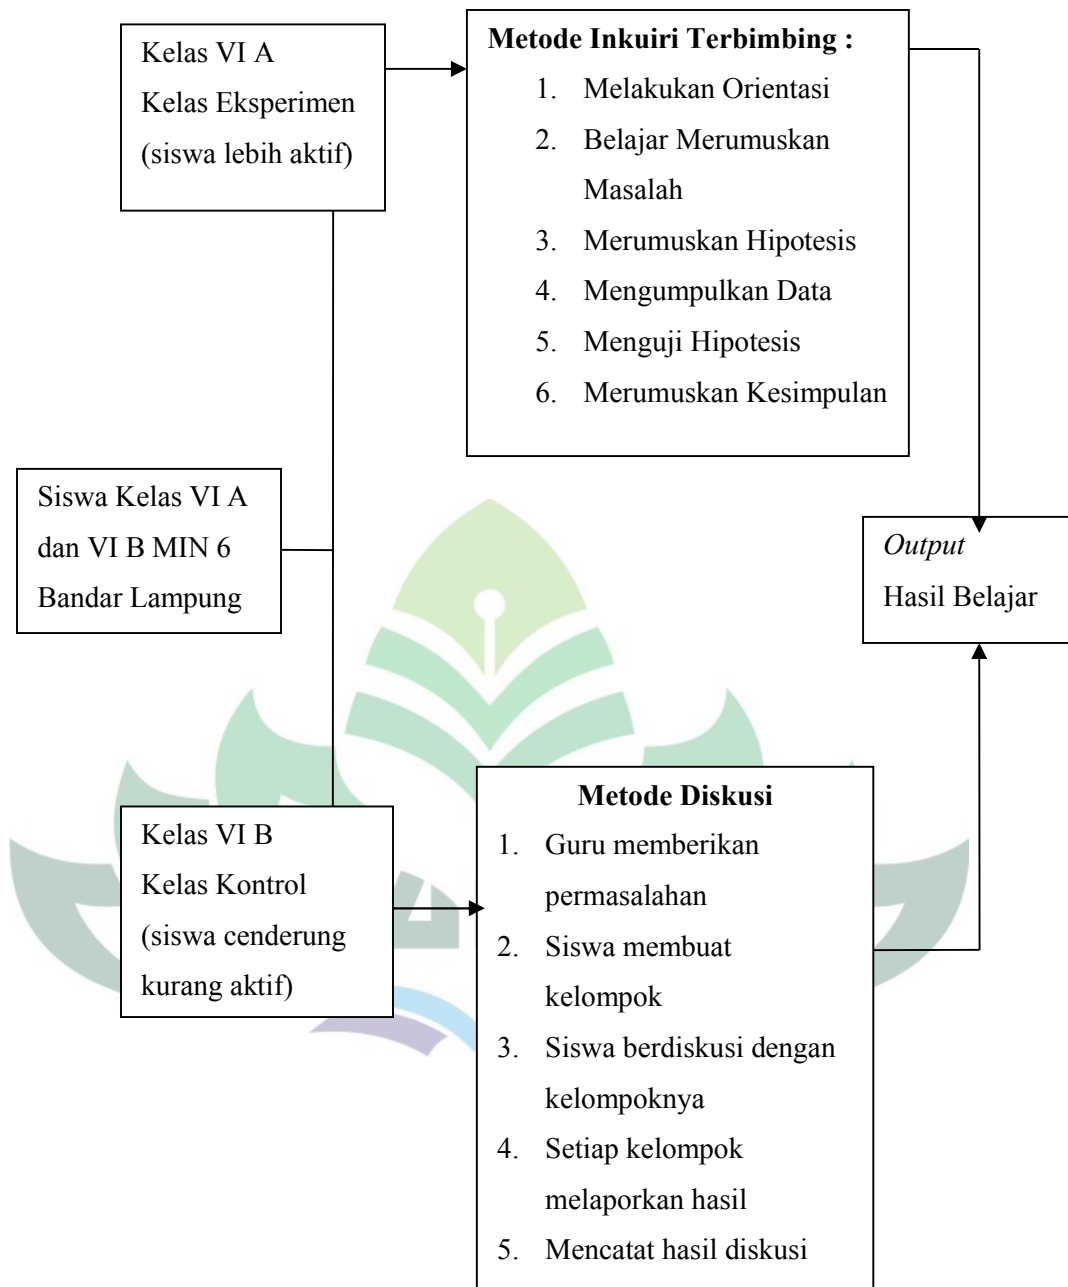 Kelas VI A
Kelas Eksperimen
(siswa lebih aktif)
Metode Inkuiri Terbimbing :
1. Melakukan Orientasi
2. Belajar Merumuskan
Masalah
3. Merumuskan Hipotesis
4. Mengumpulkan Data
5. Menguji Hipotesis
6. Merumuskan Kesimpulan
Siswa Kelas VI A
dan VI B MIN 6
Bandar Lampung
Output
Hasil Belajar
Kelas VI B
Kelas Kontrol
(siswa cenderung
kurang aktif)
Metode Diskusi
1. Guru memberikan
permasalahan
2. Siswa membuat
kelompok
3. Siswa berdiskusi dengan
kelompoknya
4. Setiap kelompok
melaporkan hasil
5. Mencatat hasil diskusi